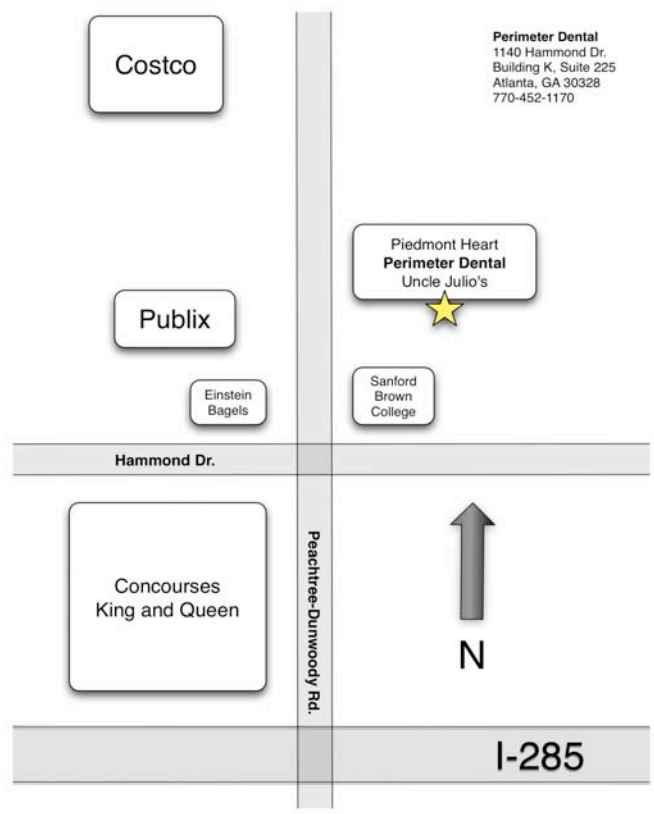 Costco
Perimeter Dental
1140 Hammond Dr.
Building K, Suite 225
Atlanta, GA 30328
770-452-1170
Piedmont Heart
Perimeter Dental
Uncle Julio's
Publix
Einstein
Bagels
Sanford
Brown
College
Hammond Dr.
Concourses
King and Queen
Peachtree-Dunwoody Rd.
N
I-285